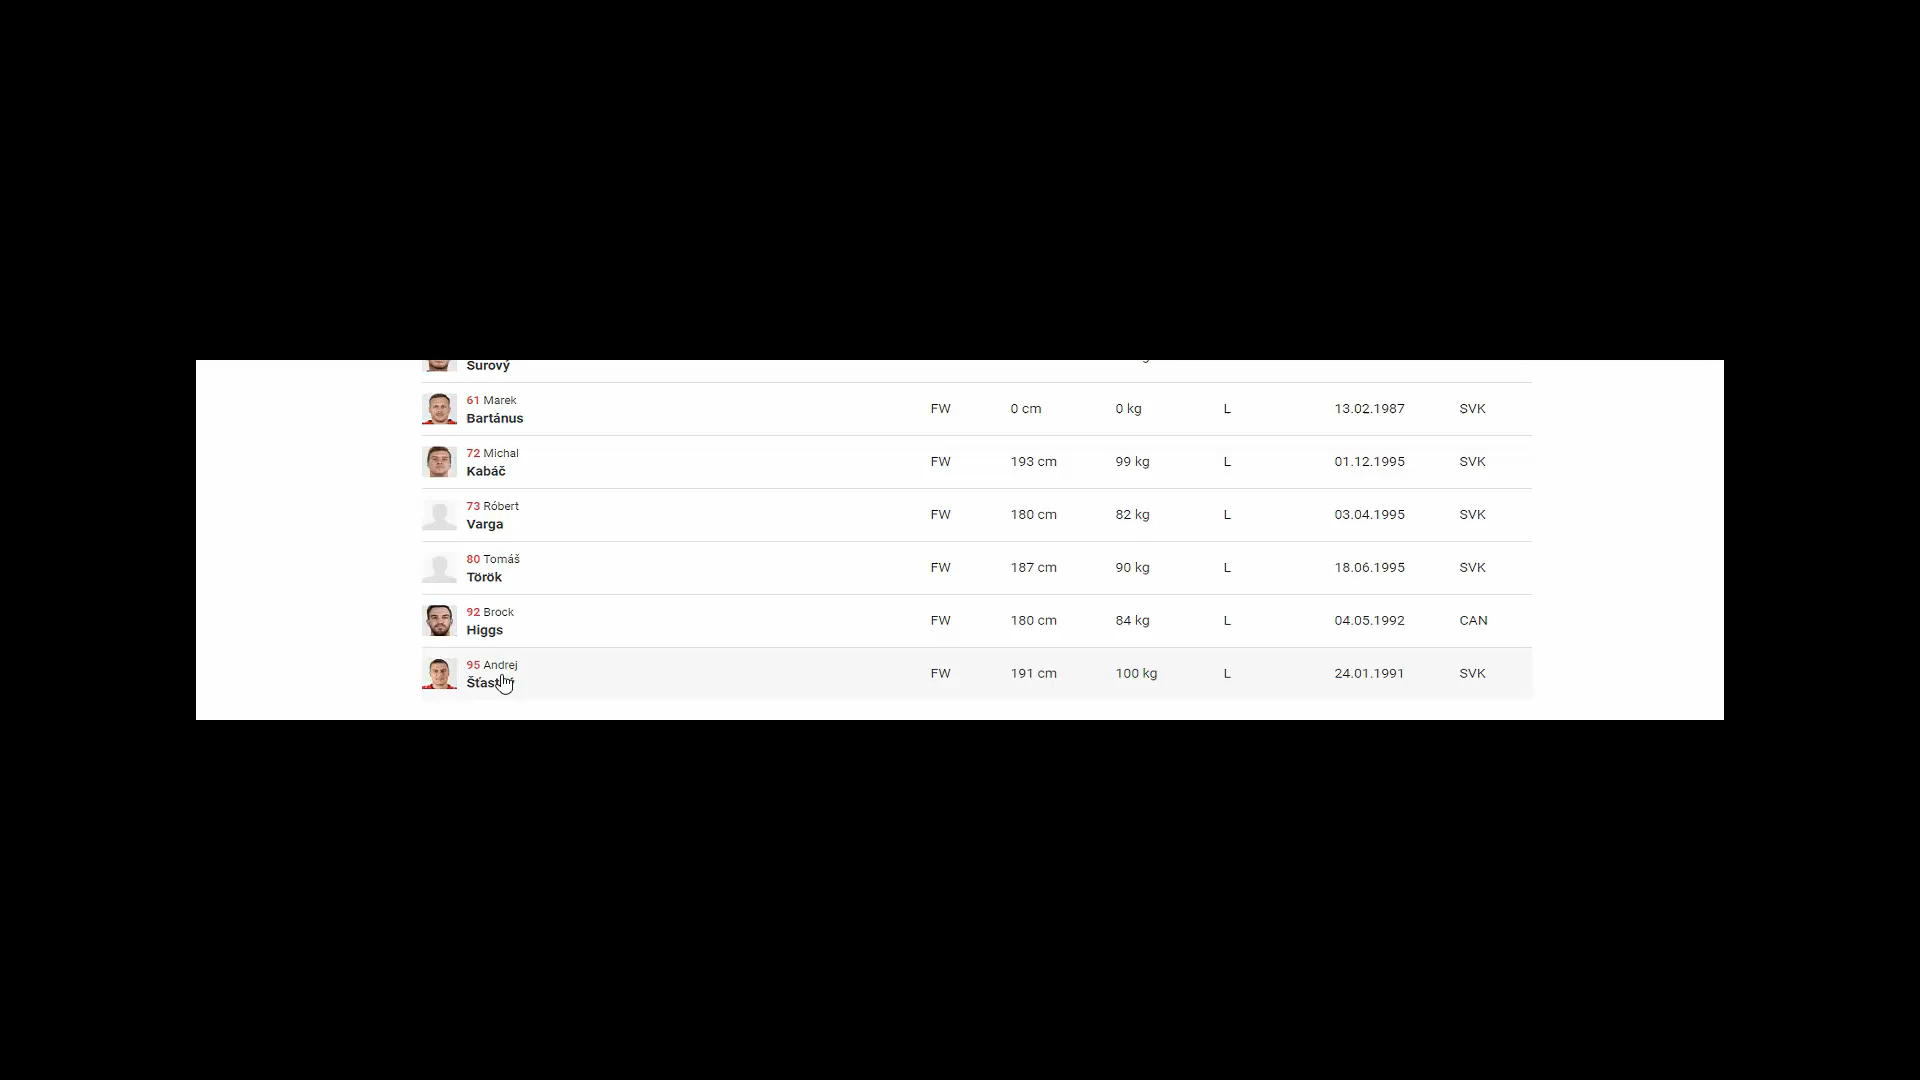 Surový
61 Marek
Bartánus FW 0 cm 0 kg L 13.02.1987 SVK
72 Michal
Kabáč FW 193 cm 99 kg L 01.12.1995 SVK
73 Róbert
Varga FW 180 cm 82 kg L 03.04.1995 SVK
80 Tomáš
Török FW 187 cm 90 kg L 18.06.1995 SVK
92 Brock
Higgs FW 180 cm 84 kg L 04.05.1992 CAN
95 Andrej
FW 191 cm 100 kg L 24.01.1991 SVK